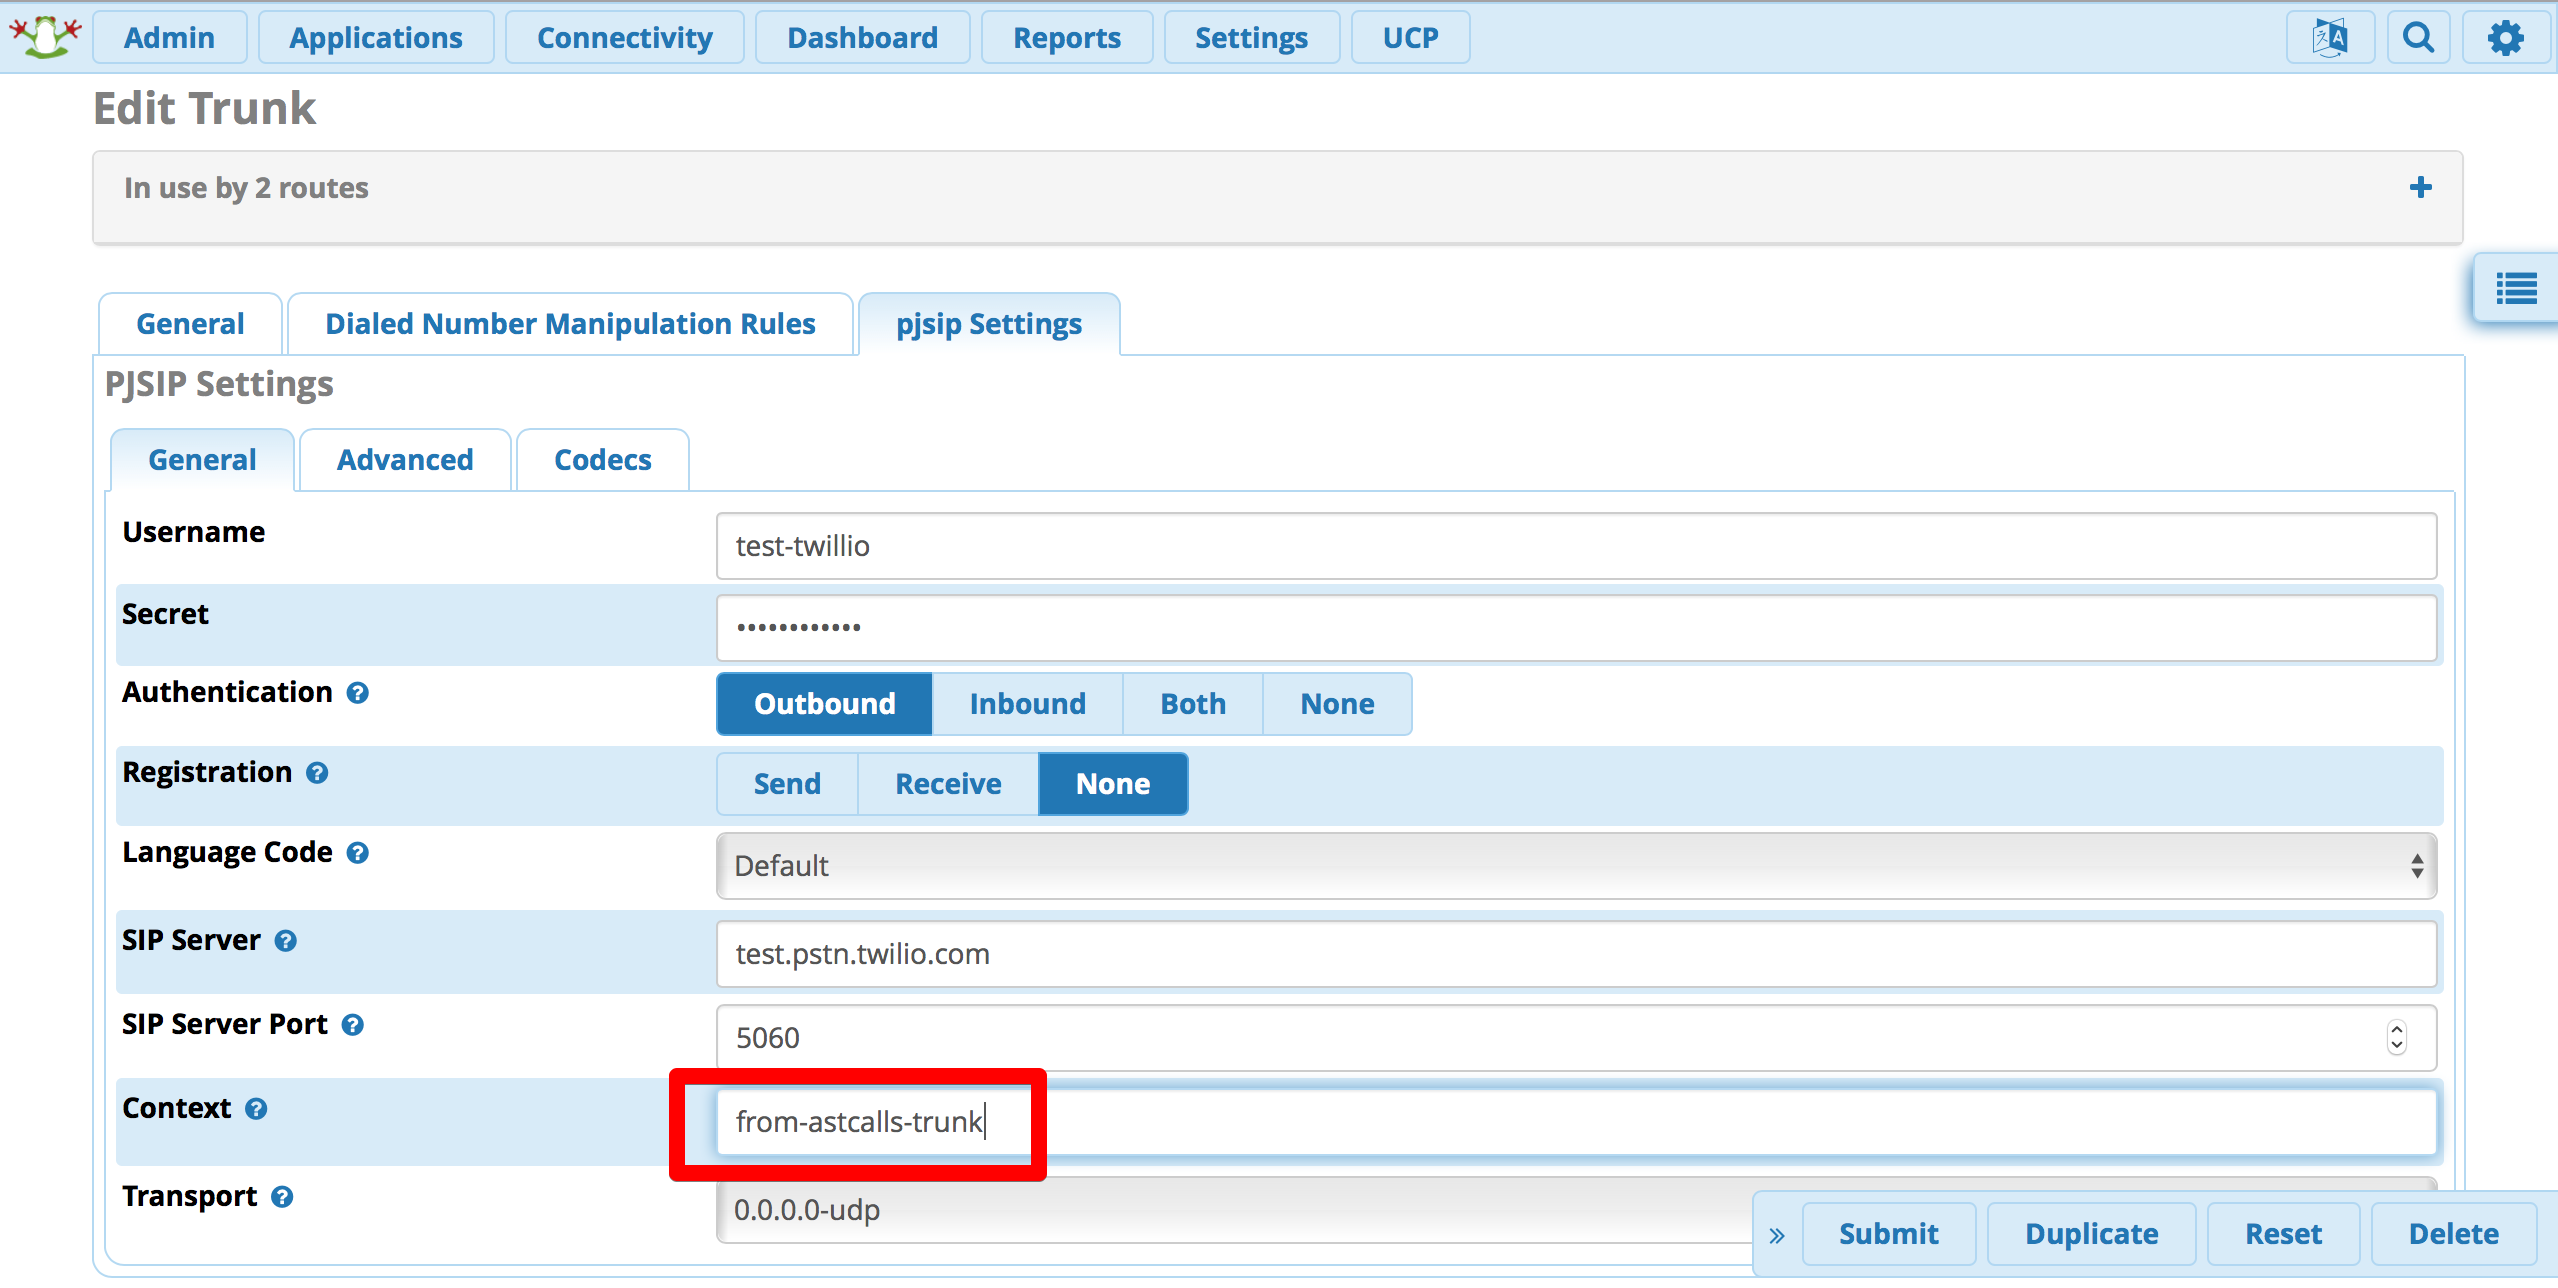 Admin Applications Connectivity Dashboard Reports Settings UCP
Edit Trunk
In use by 2 routes
General Dialed Number Manipulation Rules pjsip Settings
PJSIP Settings
General Advanced Codecs
Username test-twillio
Secret ••••••••••••
Authentication Outbound Inbound Both None
Registration Send Receive None
Language Code Default
SIP Server test.pstn.twilio.com
SIP Server Port 5060
Context from-astcalls-trunk
Transport 0.0.0.0-udp
» Submit Duplicate Reset Delete